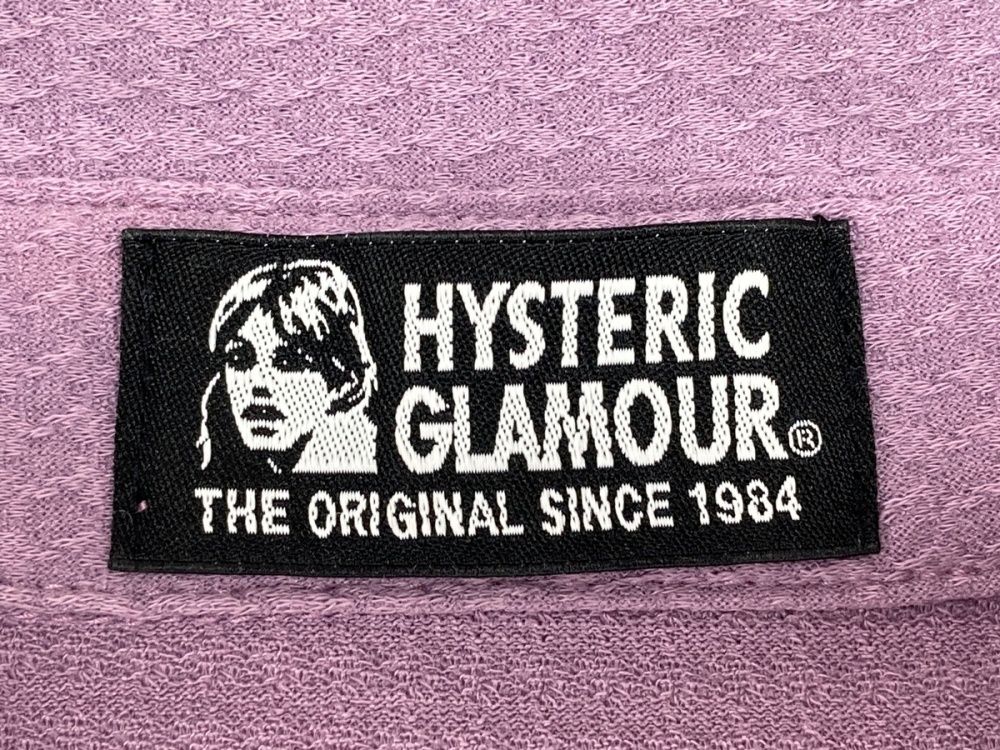 HYSTERIC
GLAMOUR®
THE ORIGINAL SINCE 1984